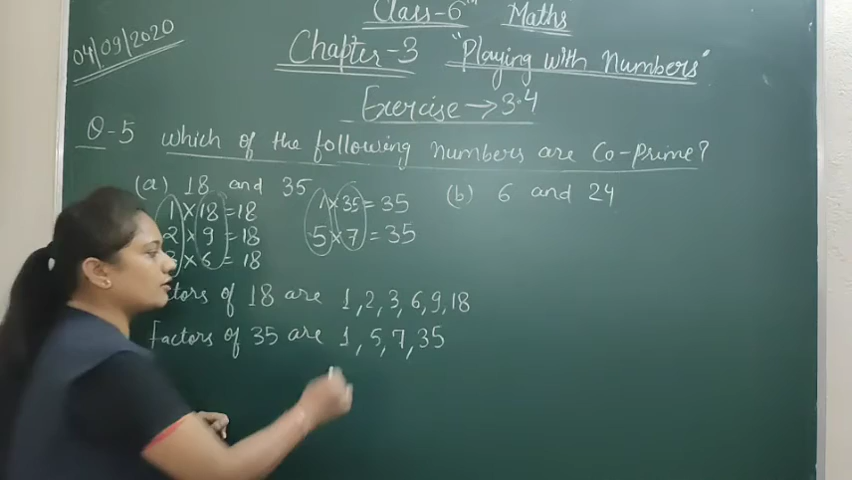 Class-6th Maths
04/09/2020
Chapter-3 "Playing with Numbers"
Exercise → 3.4
Q-5 Which of the following numbers are Co-prime?
(a) 18 and 35 (b) 6 and 24
1 × 18 = 18 1 × 35 = 35
2 × 9 = 18 5 × 7 = 35
3 × 6 = 18
factors of 18 are 1, 2, 3, 6, 9, 18
factors of 35 are 1, 5, 7, 35